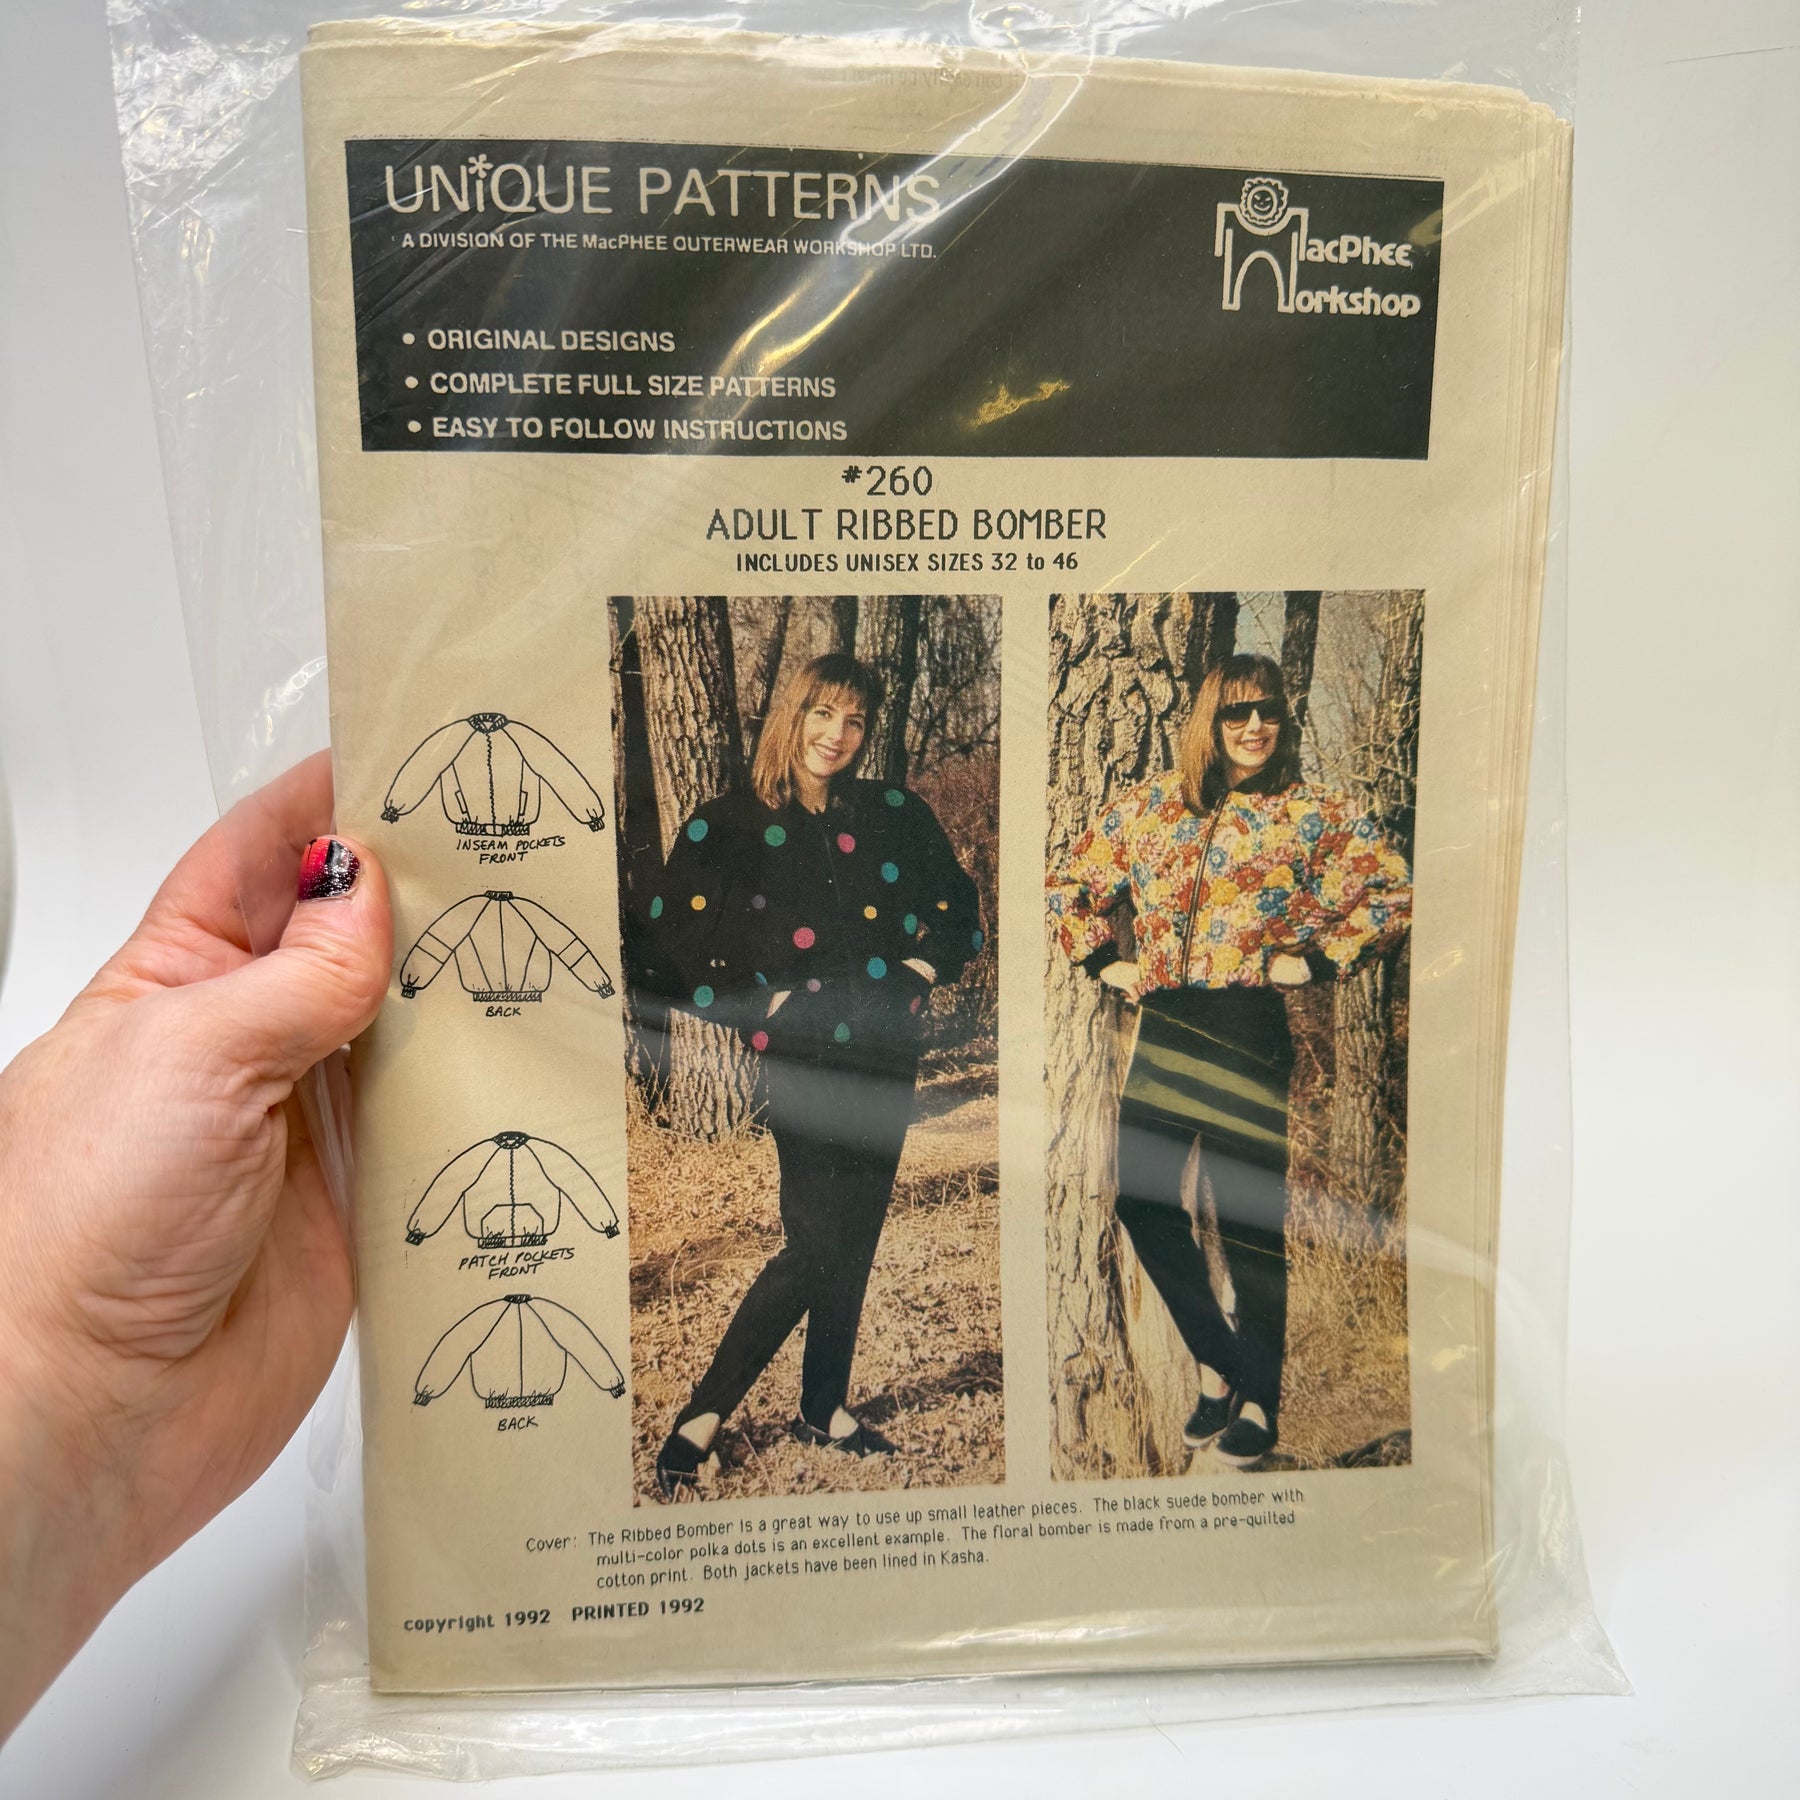 UNiQUE PATTERNS
A DIVISION OF THE MacPHEE OUTERWEAR WORKSHOP LTD.
MacPhee
Workshop
• ORIGINAL DESIGNS
• COMPLETE FULL SIZE PATTERNS
• EASY TO FOLLOW INSTRUCTIONS
#260
ADULT RIBBED BOMBER
INCLUDES UNISEX SIZES 32 to 46
INSEAM POCKETS
FRONT
BACK
PATCH POCKETS
FRONT
BACK
Cover: The Ribbed Bomber is a great way to use up small leather pieces. The black suede bomber with
multi-color polka dots is an excellent example. The floral bomber is made from a pre-quilted
cotton print. Both jackets have been lined in Kasha.
copyright 1992 PRINTED 1992